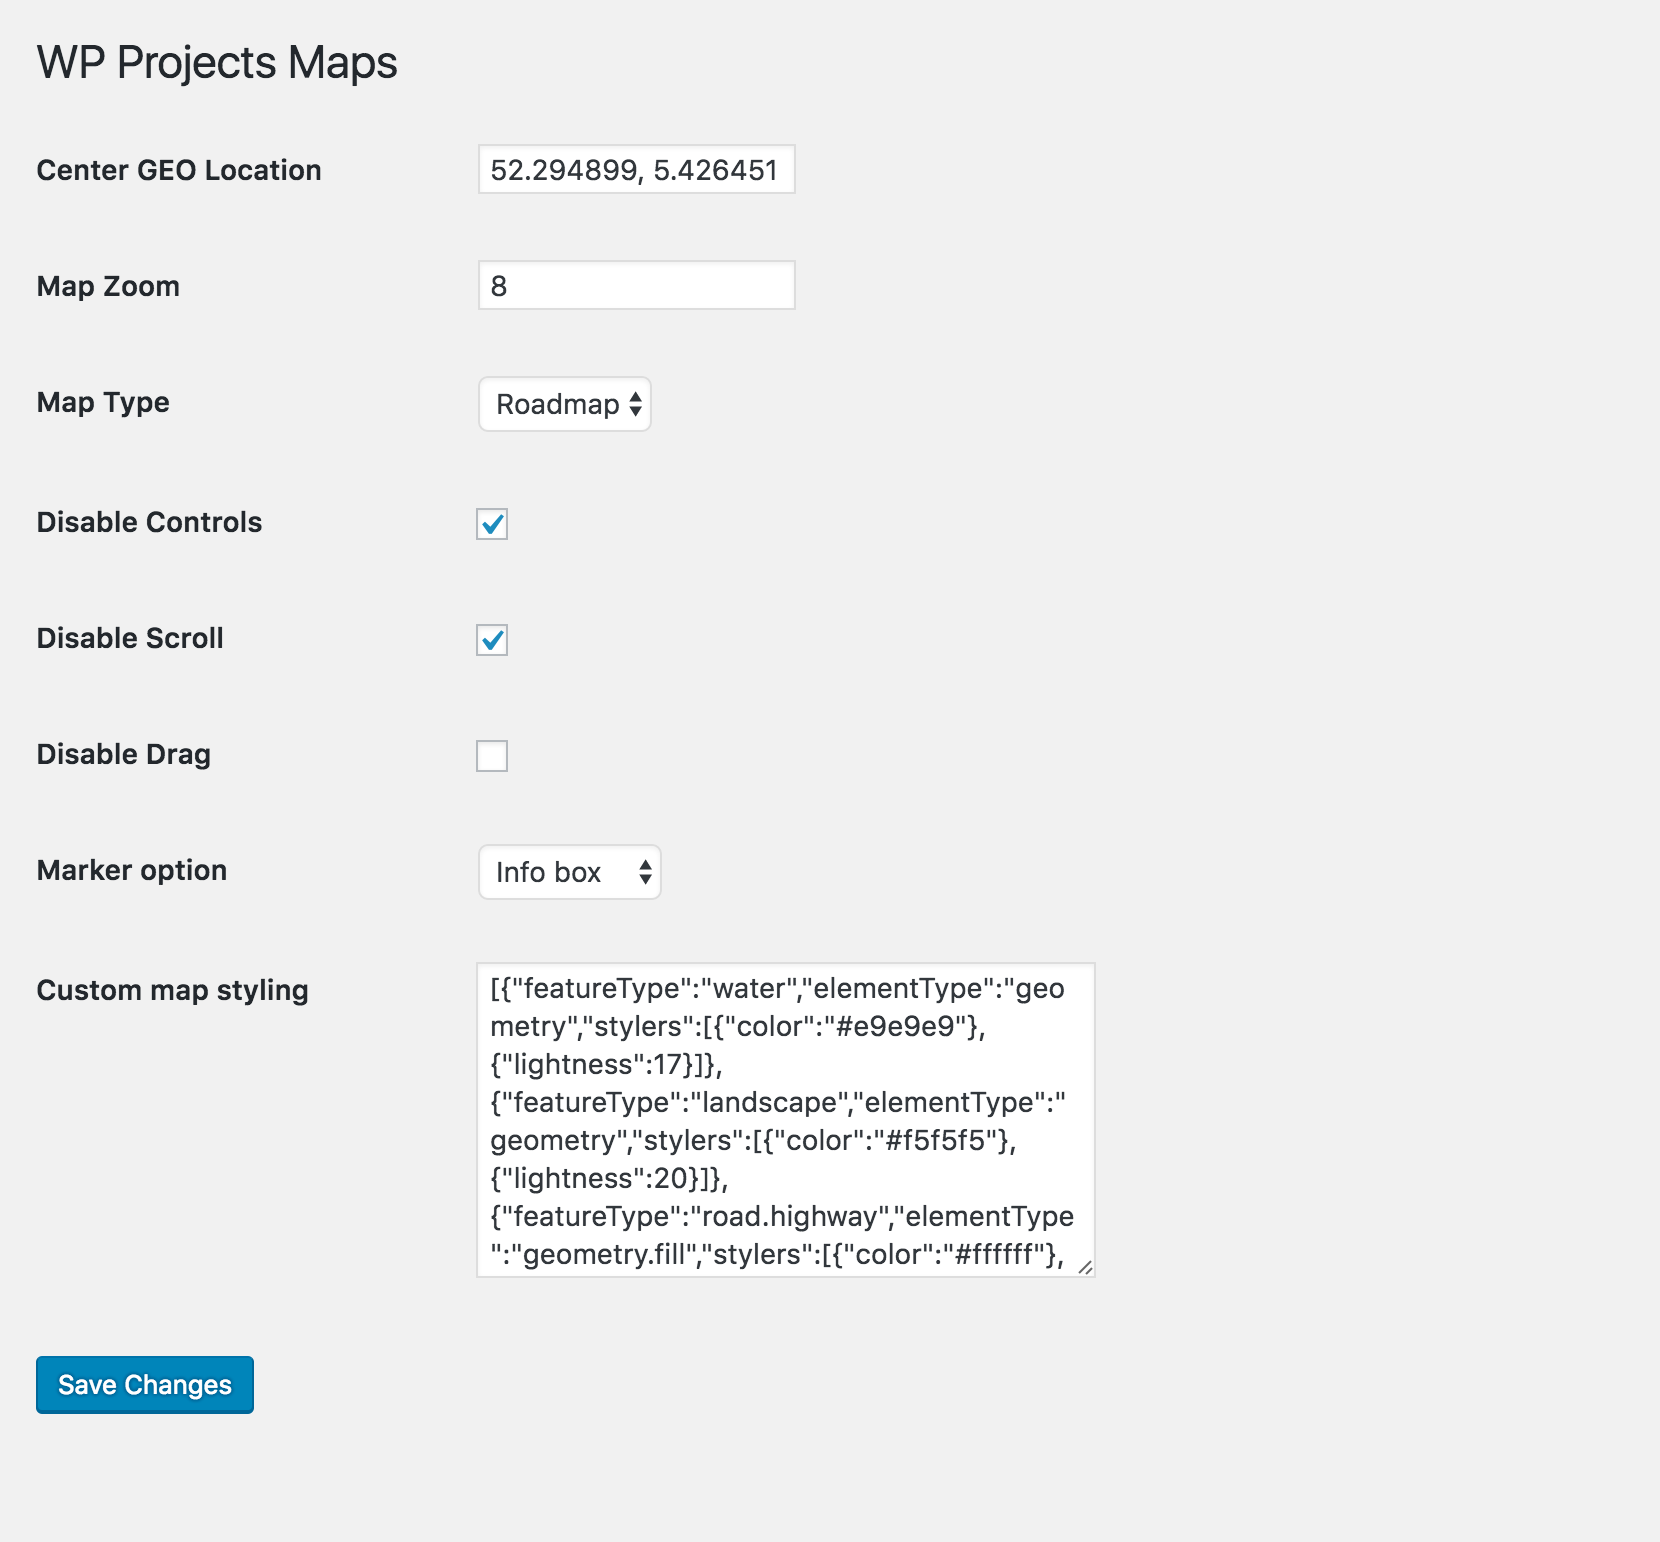 WP Projects Maps
Center GEO Location 52.294899, 5.426451
Map Zoom 8
Map Type Roadmap
Disable Controls
Disable Scroll
Disable Drag
Marker option Info box
Custom map styling
[{"featureType":"water","elementType":"geo
metry","stylers":[{"color":"#e9e9e9"},
{"lightness":17}]},
{"featureType":"landscape","elementType":"
geometry","stylers":[{"color":"#f5f5f5"},
{"lightness":20}]},
{"featureType":"road.highway","elementType
":"geometry.fill","stylers":[{"color":"#ffffff"},
Save Changes